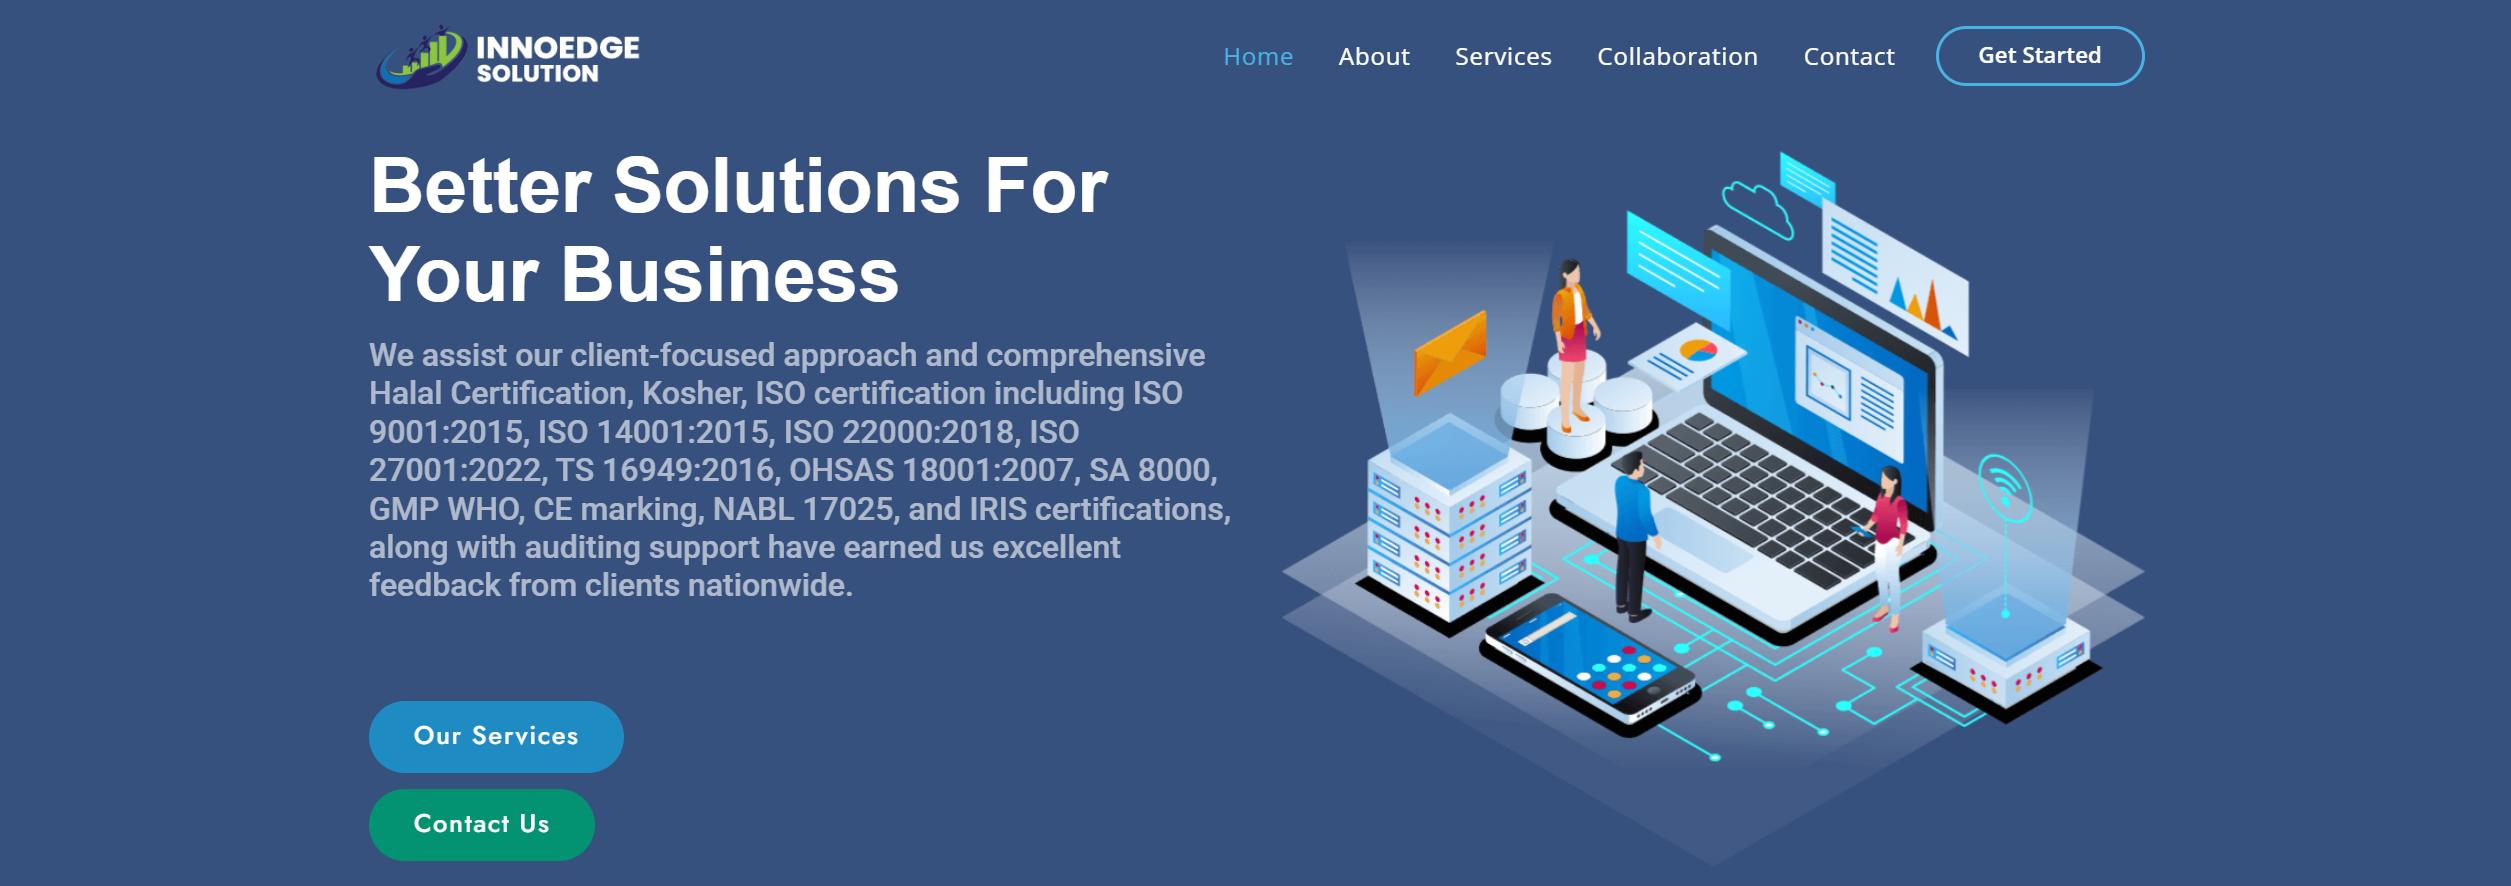 INNOEDGE
SOLUTION
Home
About
Services
Collaboration
Contact
Get Started
Better Solutions For
Your Business
We assist our client-focused approach and comprehensive
Halal Certification, Kosher, ISO certification including ISO
9001:2015, ISO 14001:2015, ISO 22000:2018, ISO
27001:2022, TS 16949:2016, OHSAS 18001:2007, SA 8000,
GMP WHO, CE marking, NABL 17025, and IRIS certifications,
along with auditing support have earned us excellent
feedback from clients nationwide.
Our Services
Contact Us